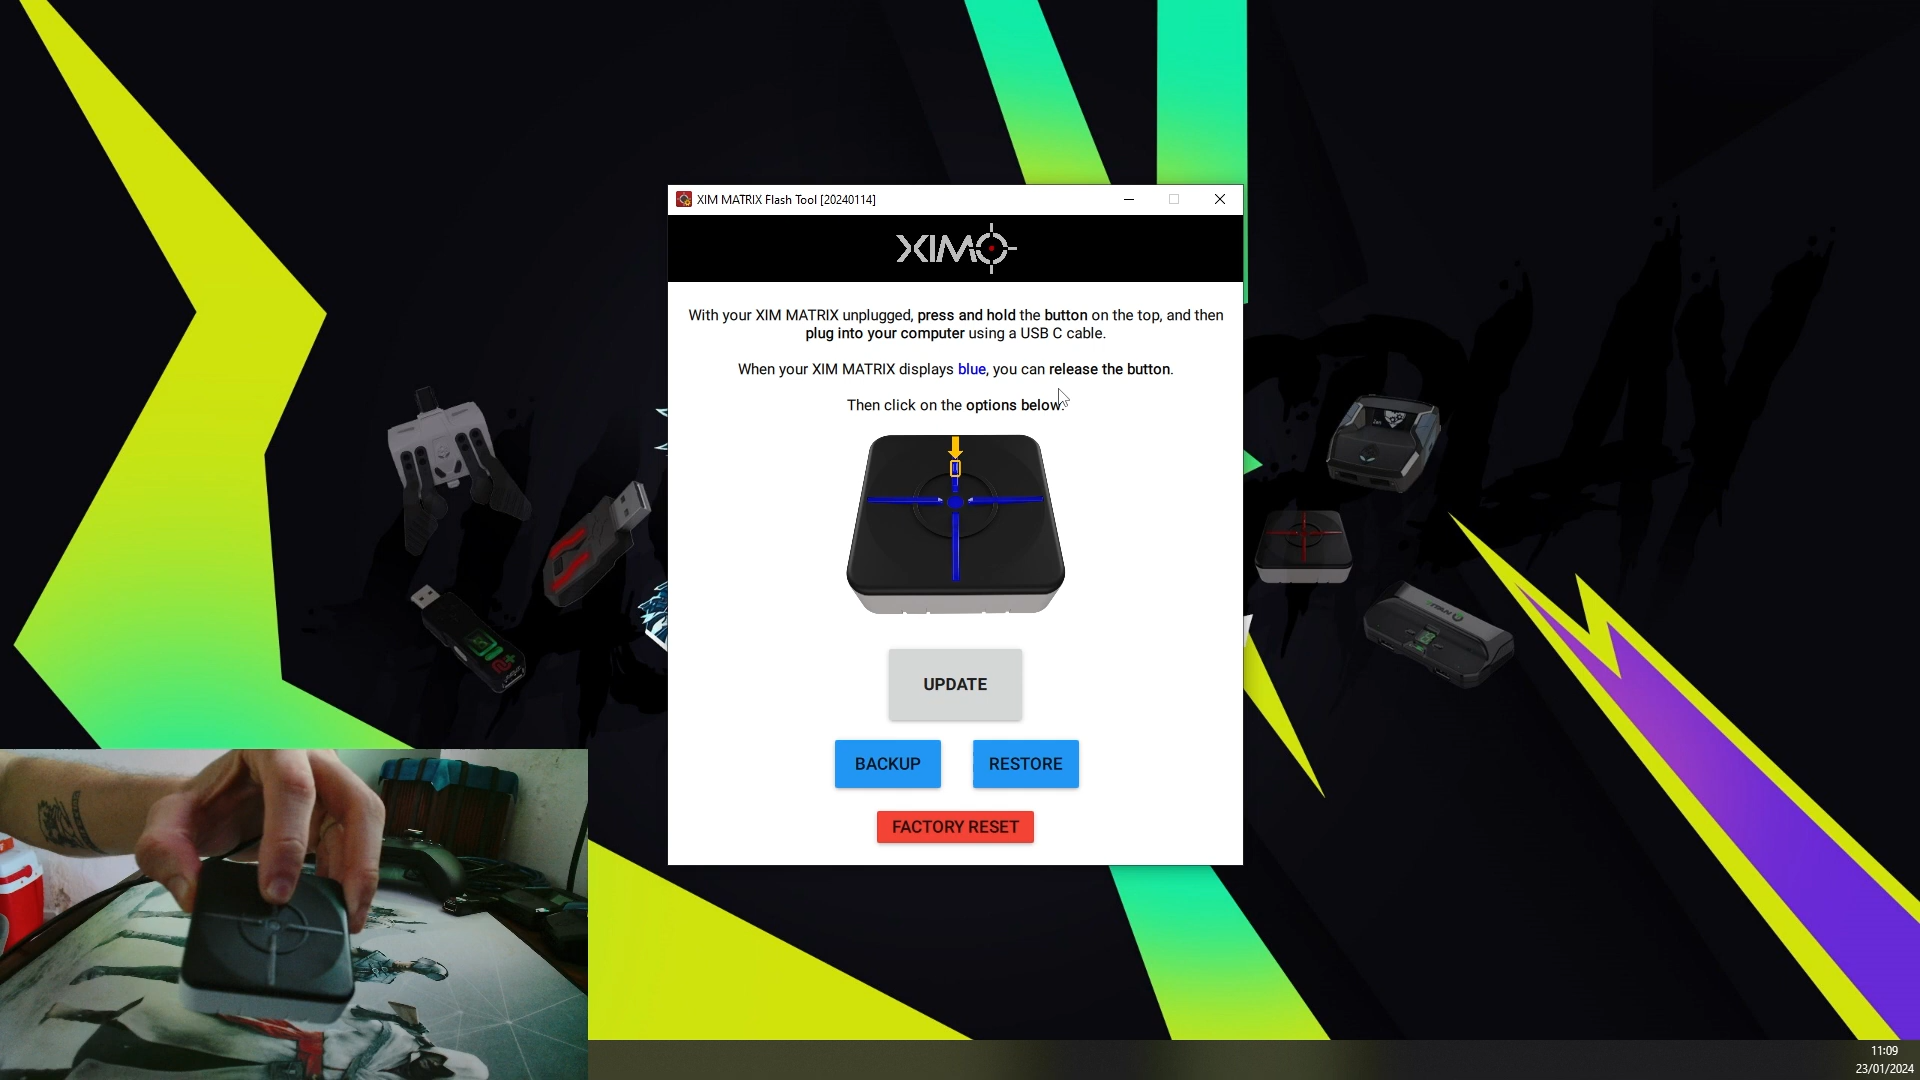 XIM MATRIX Flash Tool [20240114]
XIM
With your XIM MATRIX unplugged, press and hold the button on the top, and then
plug into your computer using a USB C cable.
When your XIM MATRIX displays blue, you can release the button.
Then click on the options below.
UPDATE
BACKUP
RESTORE
FACTORY RESET
11:09
23/01/2024